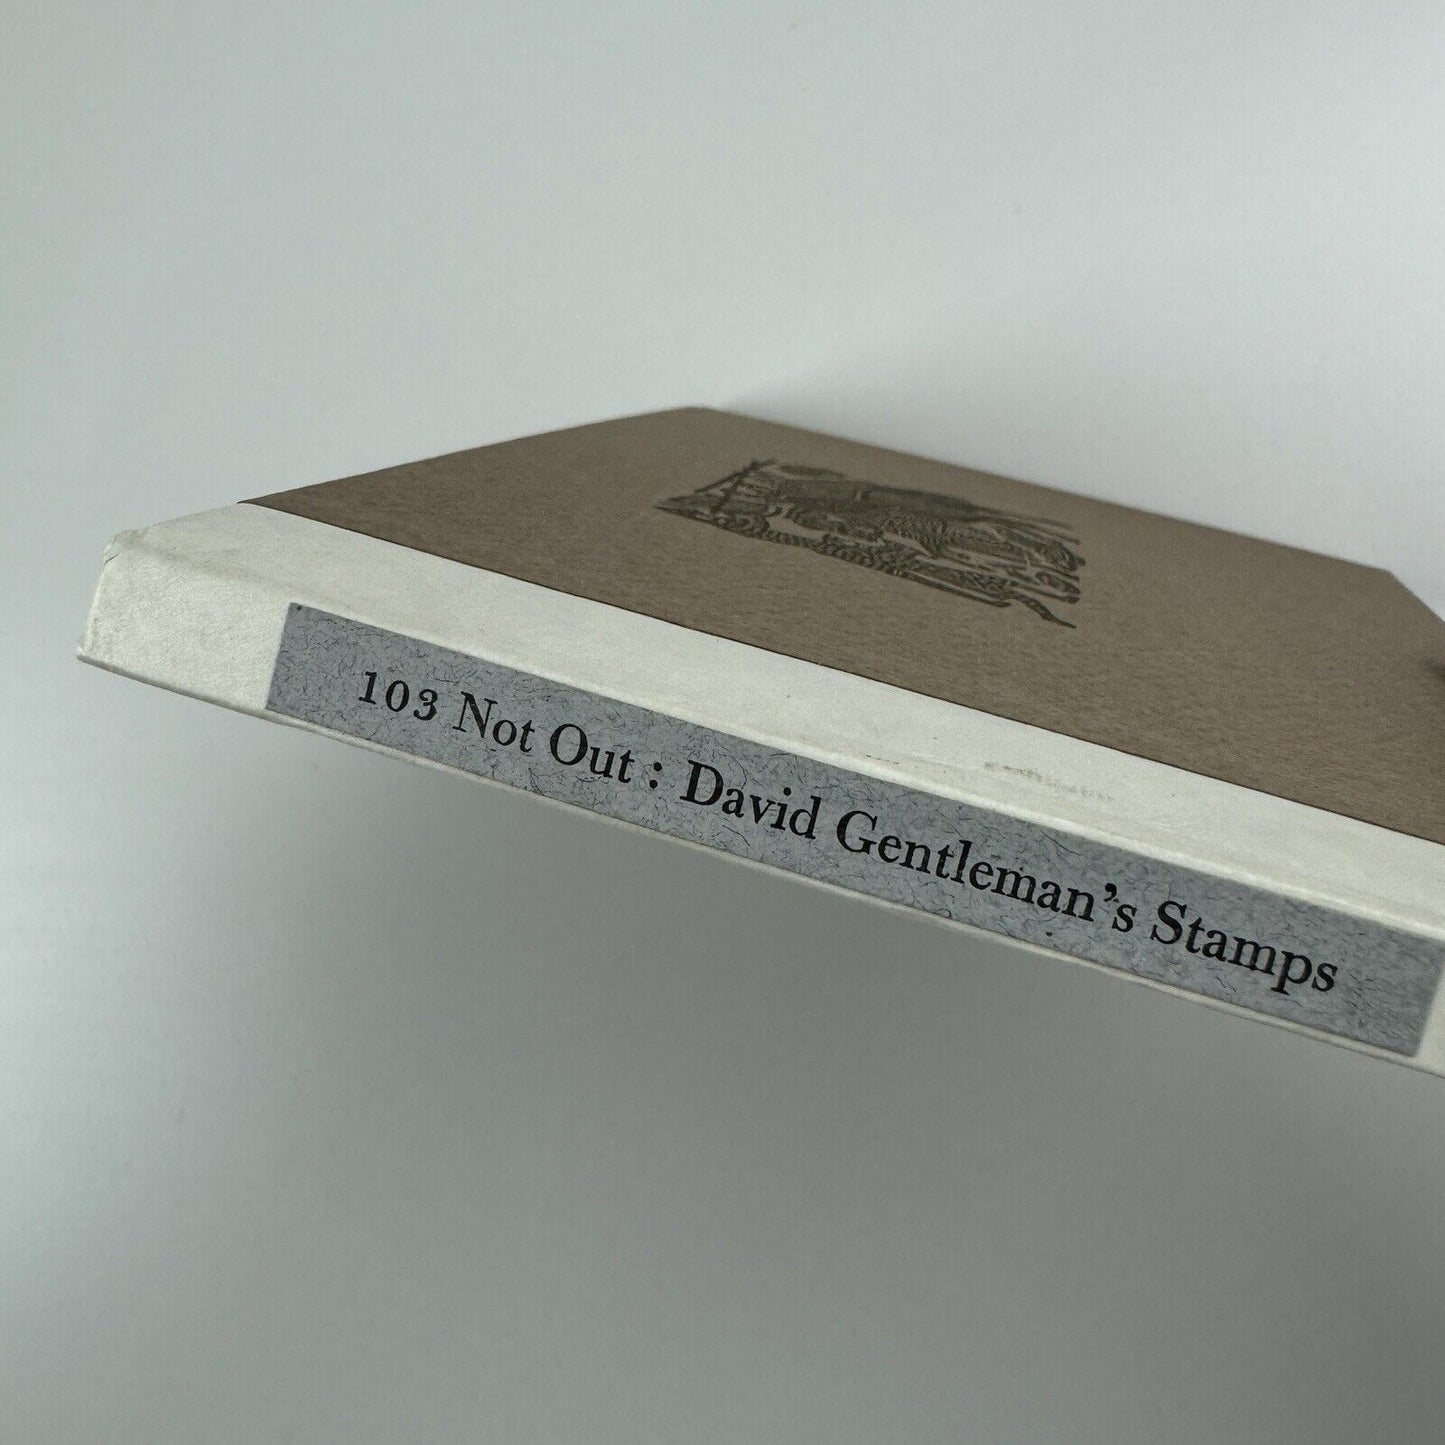 103 Not Out : David Gentleman’s Stamps